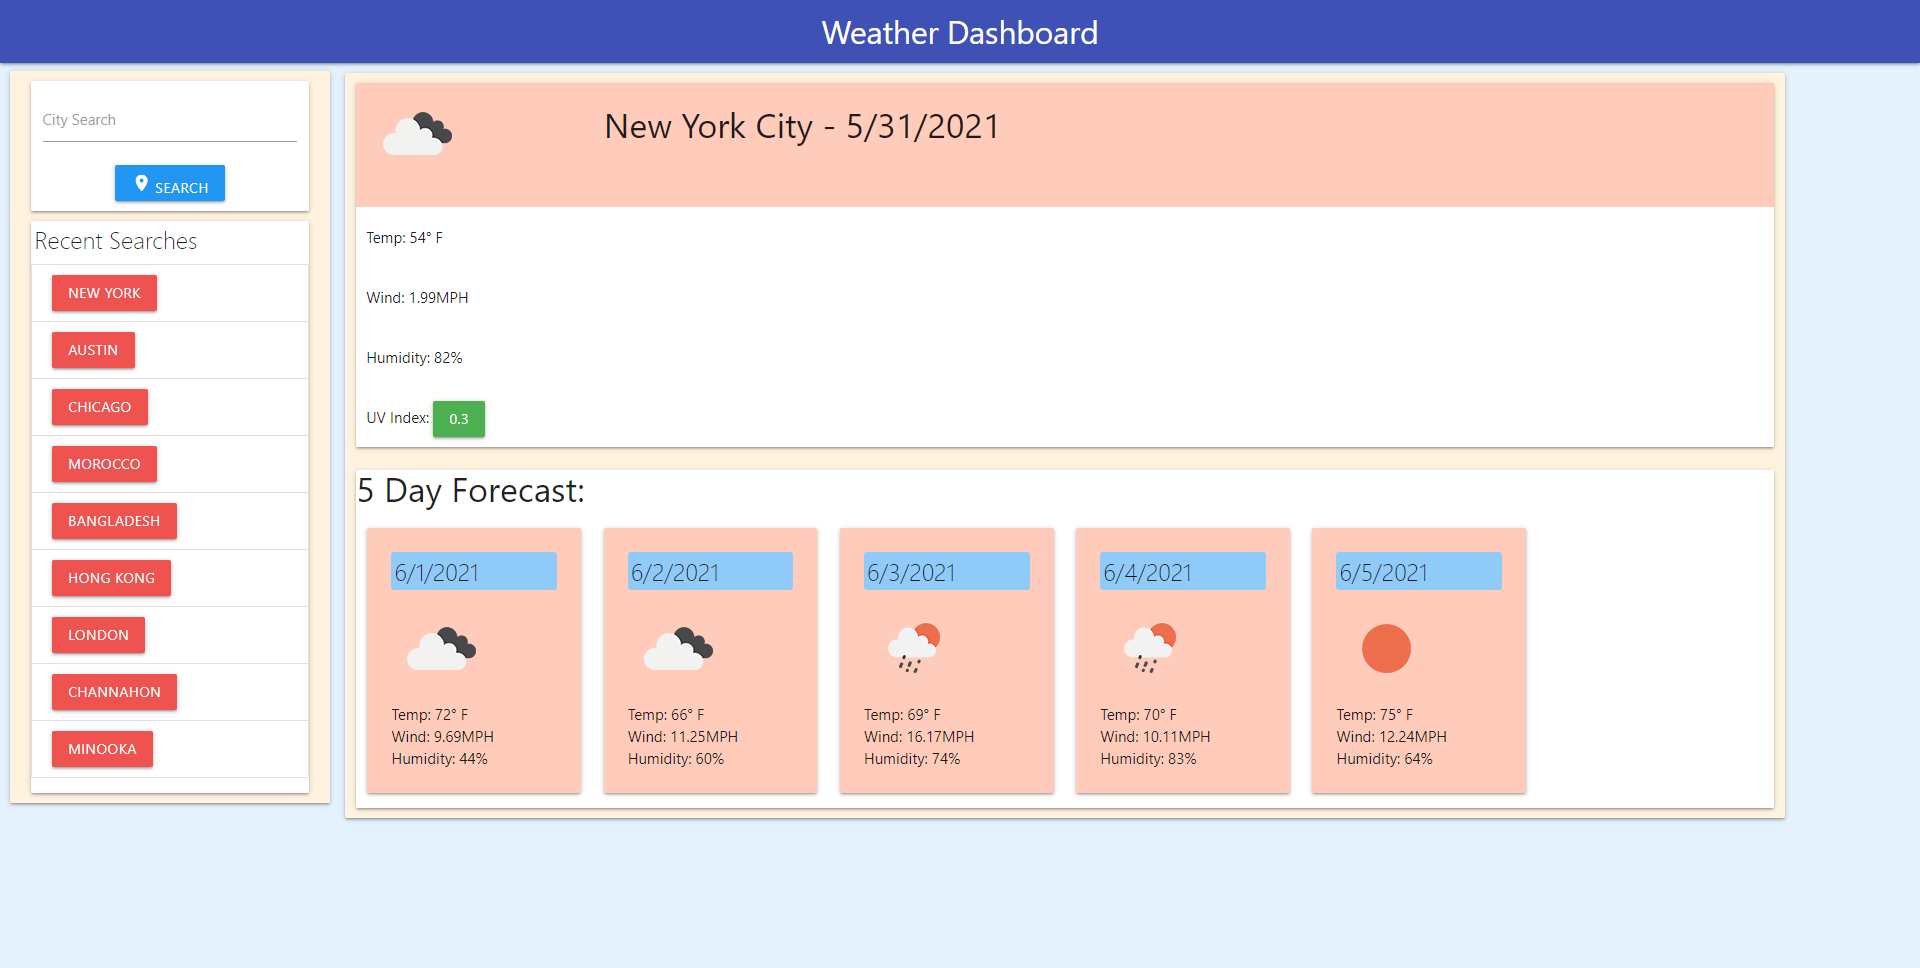 Weather Dashboard
City Search
SEARCH
Recent Searches
NEW YORK
AUSTIN
CHICAGO
MOROCCO
BANGLADESH
HONG KONG
LONDON
CHANNAHON
MINOOKA
New York City - 5/31/2021
Temp: 54° F
Wind: 1.99MPH
Humidity: 82%
UV Index: 0.3
5 Day Forecast:
6/1/2021
Temp: 72° F
Wind: 9.69MPH
Humidity: 44%
6/2/2021
Temp: 66° F
Wind: 11.25MPH
Humidity: 60%
6/3/2021
Temp: 69° F
Wind: 16.17MPH
Humidity: 74%
6/4/2021
Temp: 70° F
Wind: 10.11MPH
Humidity: 83%
6/5/2021
Temp: 75° F
Wind: 12.24MPH
Humidity: 64%